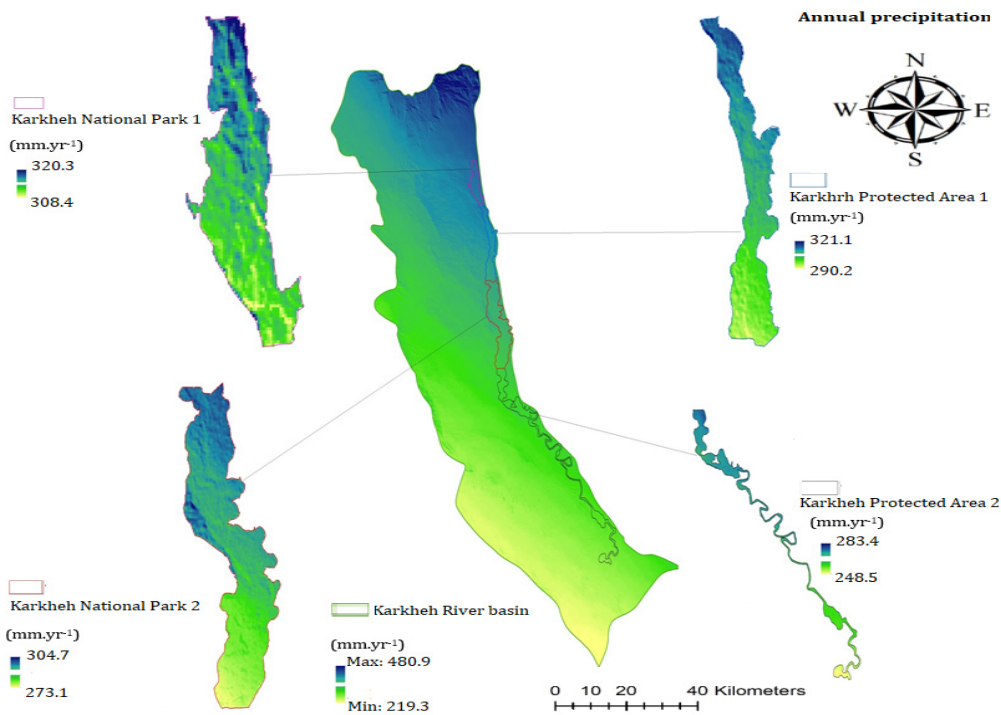 Annual precipitation
N
W E
S
Karkheh National Park 1
(mm.yr⁻¹)
320.3
308.4
Karkhrh Protected Area 1
(mm.yr⁻¹)
321.1
290.2
Karkheh National Park 2
(mm.yr⁻¹)
304.7
273.1
Karkheh River basin
(mm.yr⁻¹)
Max: 480.9
Min: 219.3
Karkheh Protected Area 2
(mm.yr⁻¹)
283.4
248.5
0 10 20 40 Kilometers